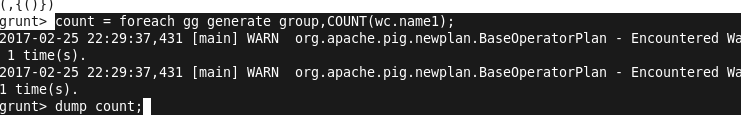 (,{()})
grunt> count = foreach gg generate group,COUNT(wc.name1);
2017-02-25 22:29:37,431 [main] WARN  org.apache.pig.newplan.BaseOperatorPlan - Encountered Wa
 1 time(s).
2017-02-25 22:29:37,431 [main] WARN  org.apache.pig.newplan.BaseOperatorPlan - Encountered Wa
1 time(s).
grunt> dump count;